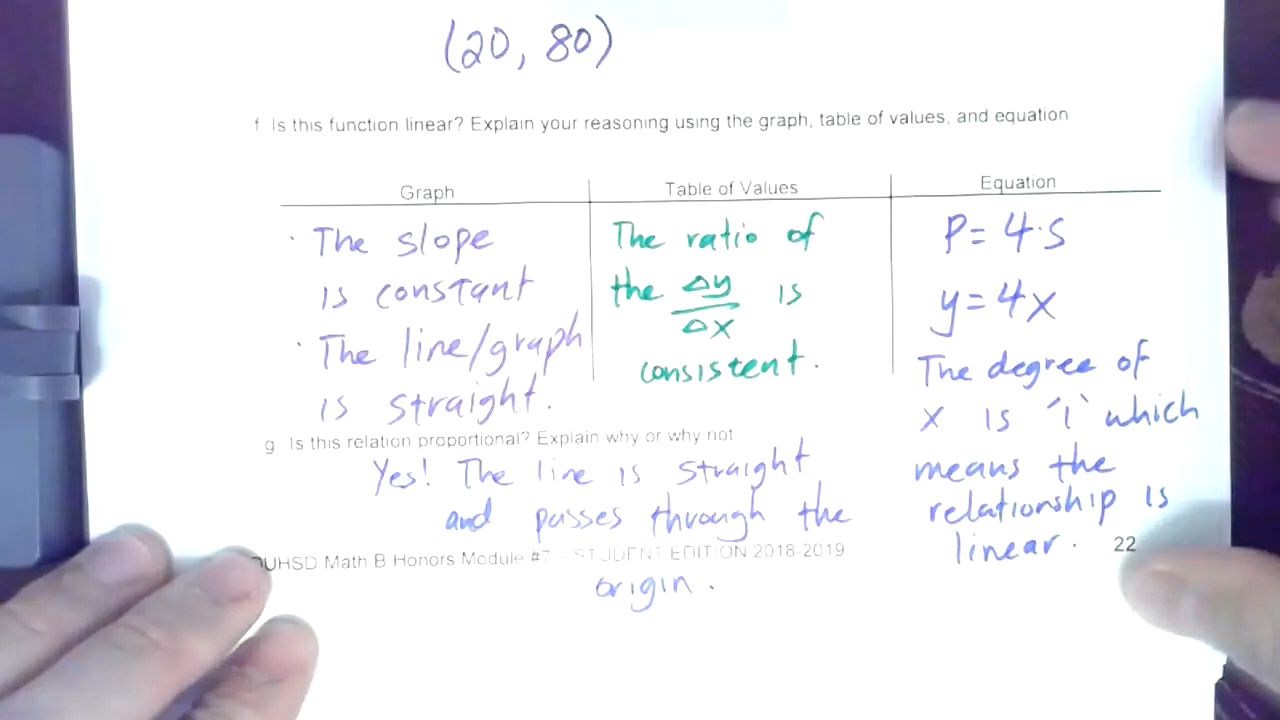 (20, 80)
f Is this function linear? Explain your reasoning using the graph, table of values, and equation
Graph
Table of Values
Equation
· The slope
is constant
· The line/graph
is straight.
The ratio of
the Δy/Δx is
consistent.
P = 4·s
y = 4x
The degree of
x is '1' which
means the
relationship is
linear.
g Is this relation proportional? Explain why or why not
Yes! The line is straight
and passes through the
origin.
UHSD Math B Honors Module #7 – STUDENT EDITION 2018-2019
22